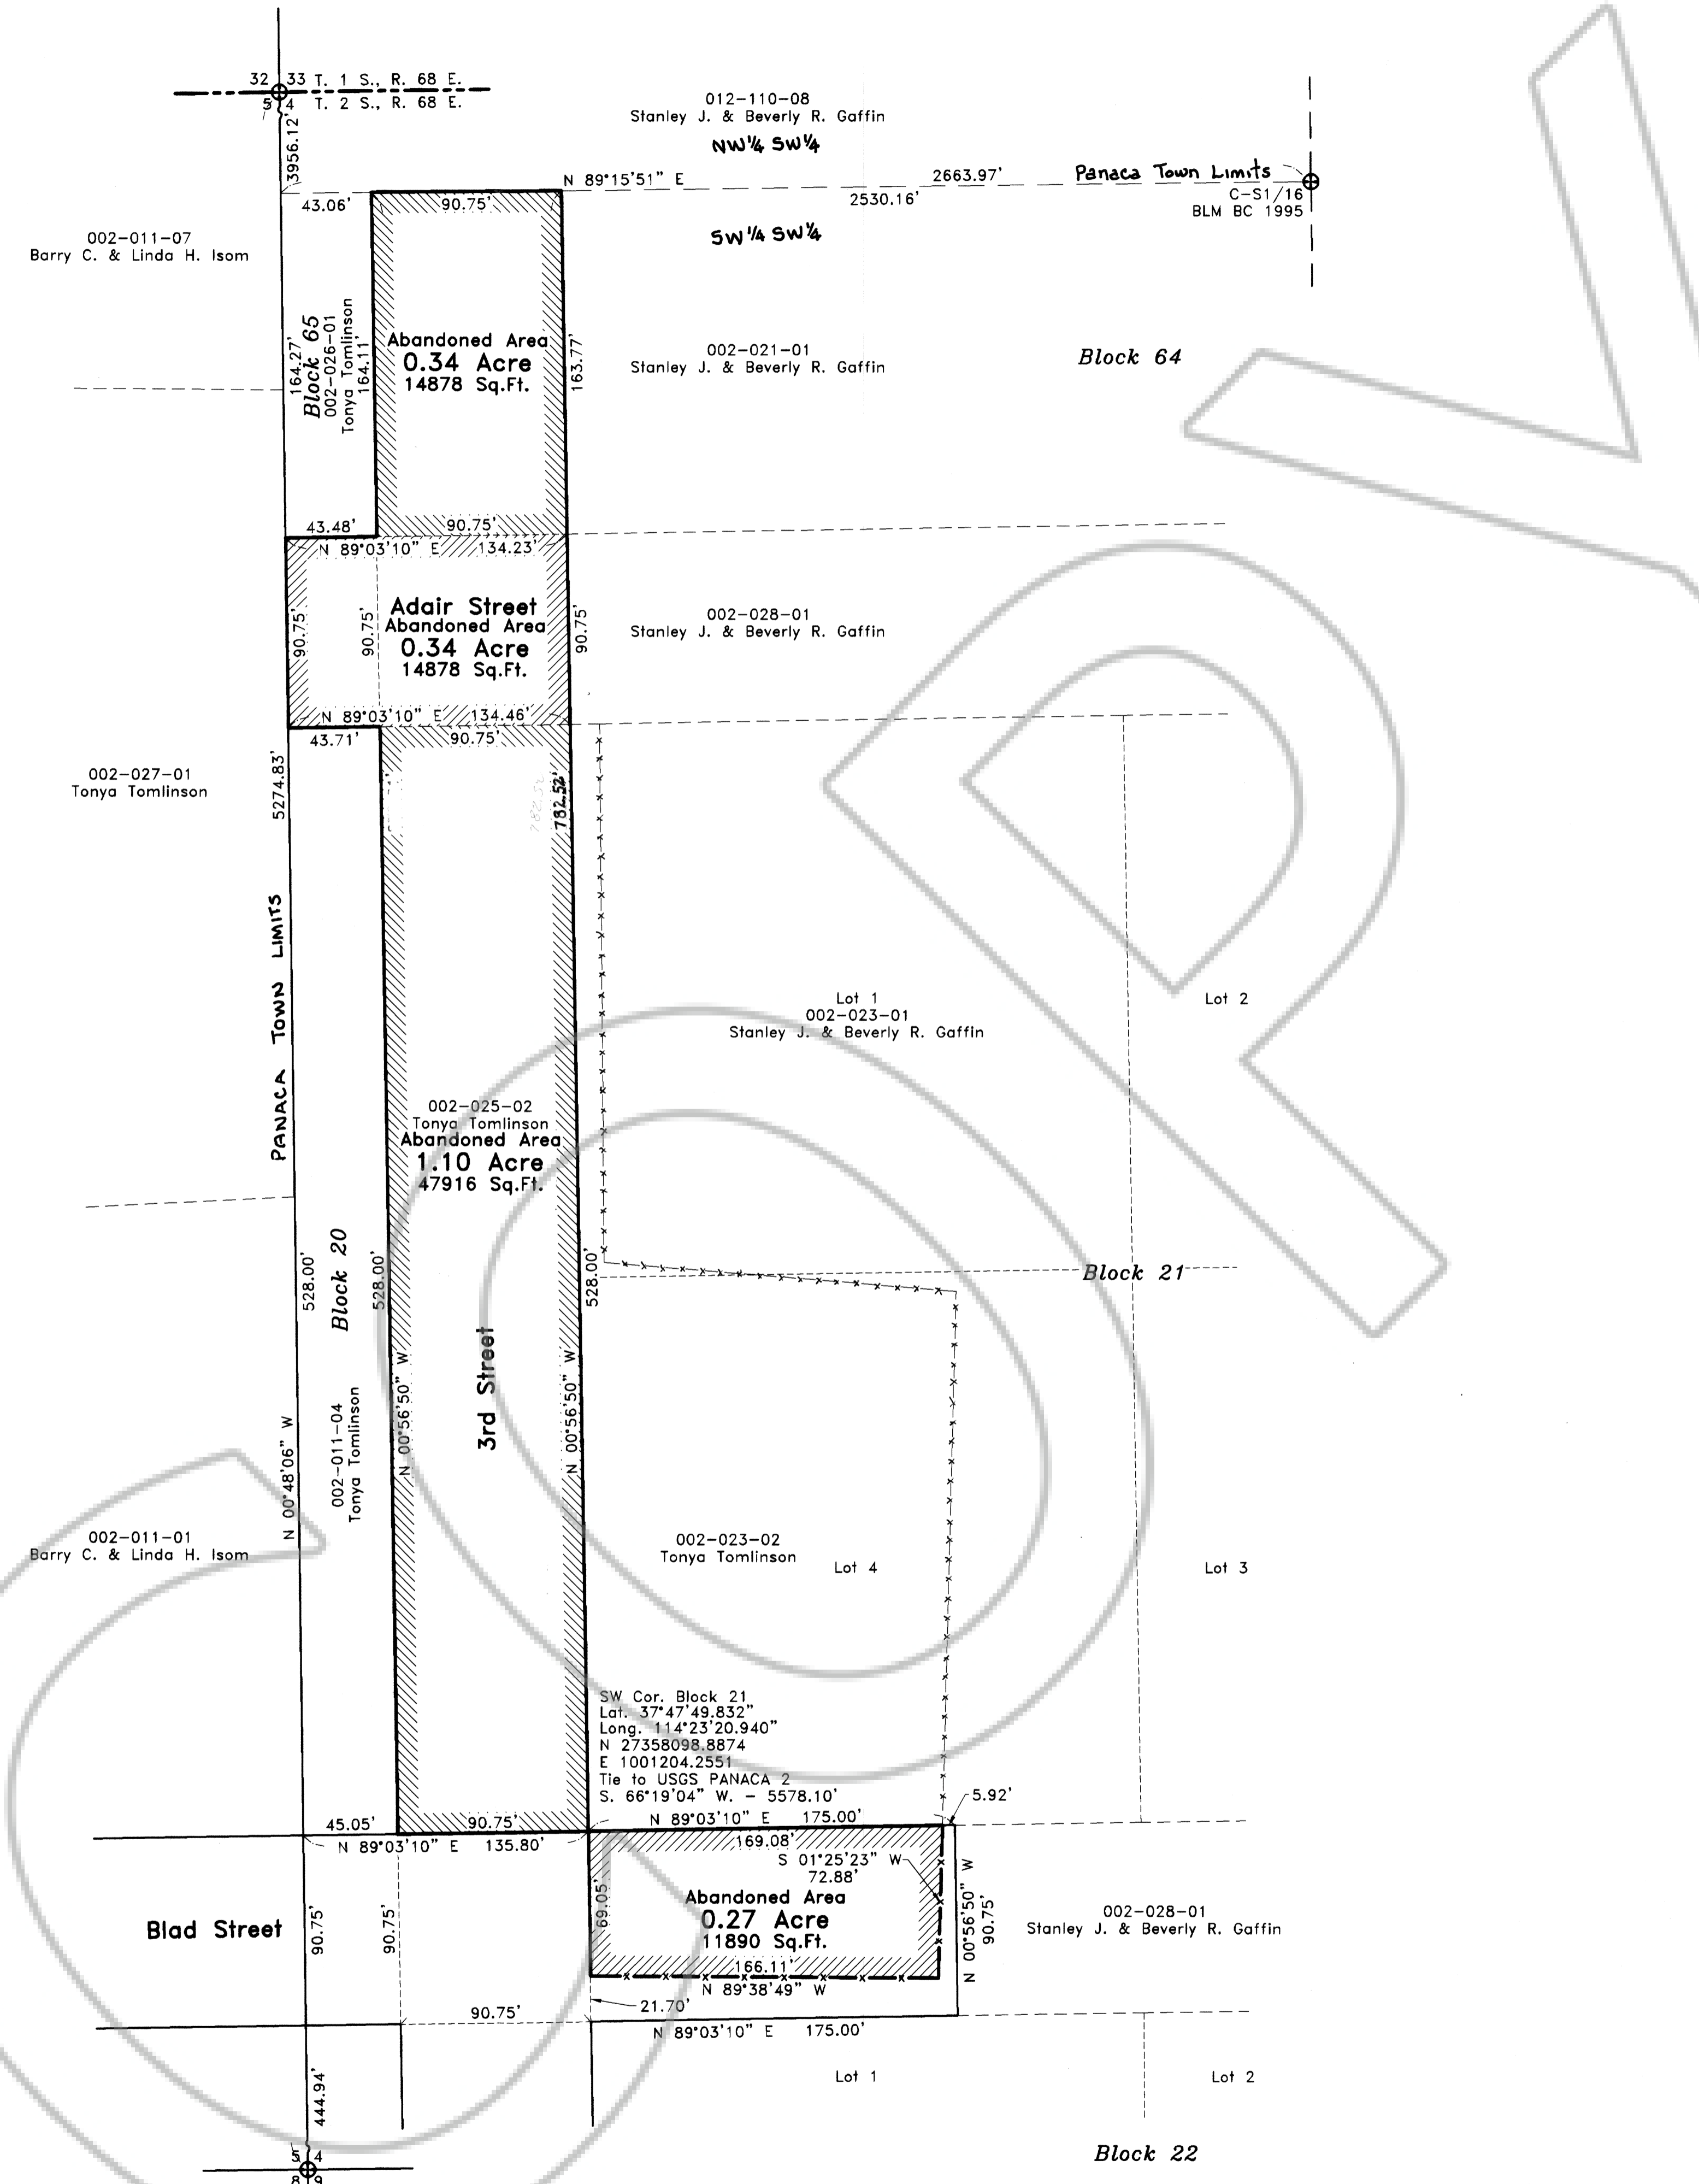 32 33 T. 1 S., R. 68 E.
5 4 T. 2 S., R. 68 E.
3956.12'
012-110-08
Stanley J. & Beverly R. Gaffin
NW¼ SW¼
N 89°15'51" E
2663.97'
Panaca Town Limits
2530.16'
C-S1/16
BLM BC 1995
43.06'
90.75'
SW¼ SW¼
002-011-07
Barry C. & Linda H. Isom
164.27'
Block 65
002-026-01
Tonya Tomlinson
164.11'
Abandoned Area
0.34 Acre
14878 Sq.Ft.
163.77'
002-021-01
Stanley J. & Beverly R. Gaffin
Block 64
43.48'
90.75'
N 89°03'10" E 134.23'
90.75'
90.75'
Adair Street
Abandoned Area
0.34 Acre
14878 Sq.Ft.
90.75'
002-028-01
Stanley J. & Beverly R. Gaffin
N 89°03'10" E 134.46'
43.71'
90.75'
002-027-01
Tonya Tomlinson
5274.83'
782.52'
782.52'
PANACA TOWN LIMITS
Lot 1
002-023-01
Stanley J. & Beverly R. Gaffin
Lot 2
002-025-02
Tonya Tomlinson
Abandoned Area
1.10 Acre
47916 Sq.Ft.
528.00'
Block 20
528.00'
528.00'
Block 21
3rd Street
N 00°48'06" W
002-011-04
Tonya Tomlinson
N 00°56'50" W
N 00°56'50" W
002-011-01
Barry C. & Linda H. Isom
002-023-02
Tonya Tomlinson
Lot 4
Lot 3
SW Cor. Block 21
Lat. 37°47'49.832"
Long. 114°23'20.940"
N 27358098.8874
E 1001204.2551
Tie to USGS PANACA 2
S. 66°19'04" W. - 5578.10'
5.92'
45.05'
90.75'
N 89°03'10" E 175.00'
N 89°03'10" E 135.80'
169.08'
S 01°25'23" W
72.88'
Blad Street
90.75'
90.75'
69.05'
Abandoned Area
0.27 Acre
11890 Sq.Ft.
N 00°56'50" W
90.75'
002-028-01
Stanley J. & Beverly R. Gaffin
166.11'
N 89°38'49" W
21.70'
90.75'
N 89°03'10" E 175.00'
444.94'
Lot 1
Lot 2
Block 22
5 4
8 9
COPY